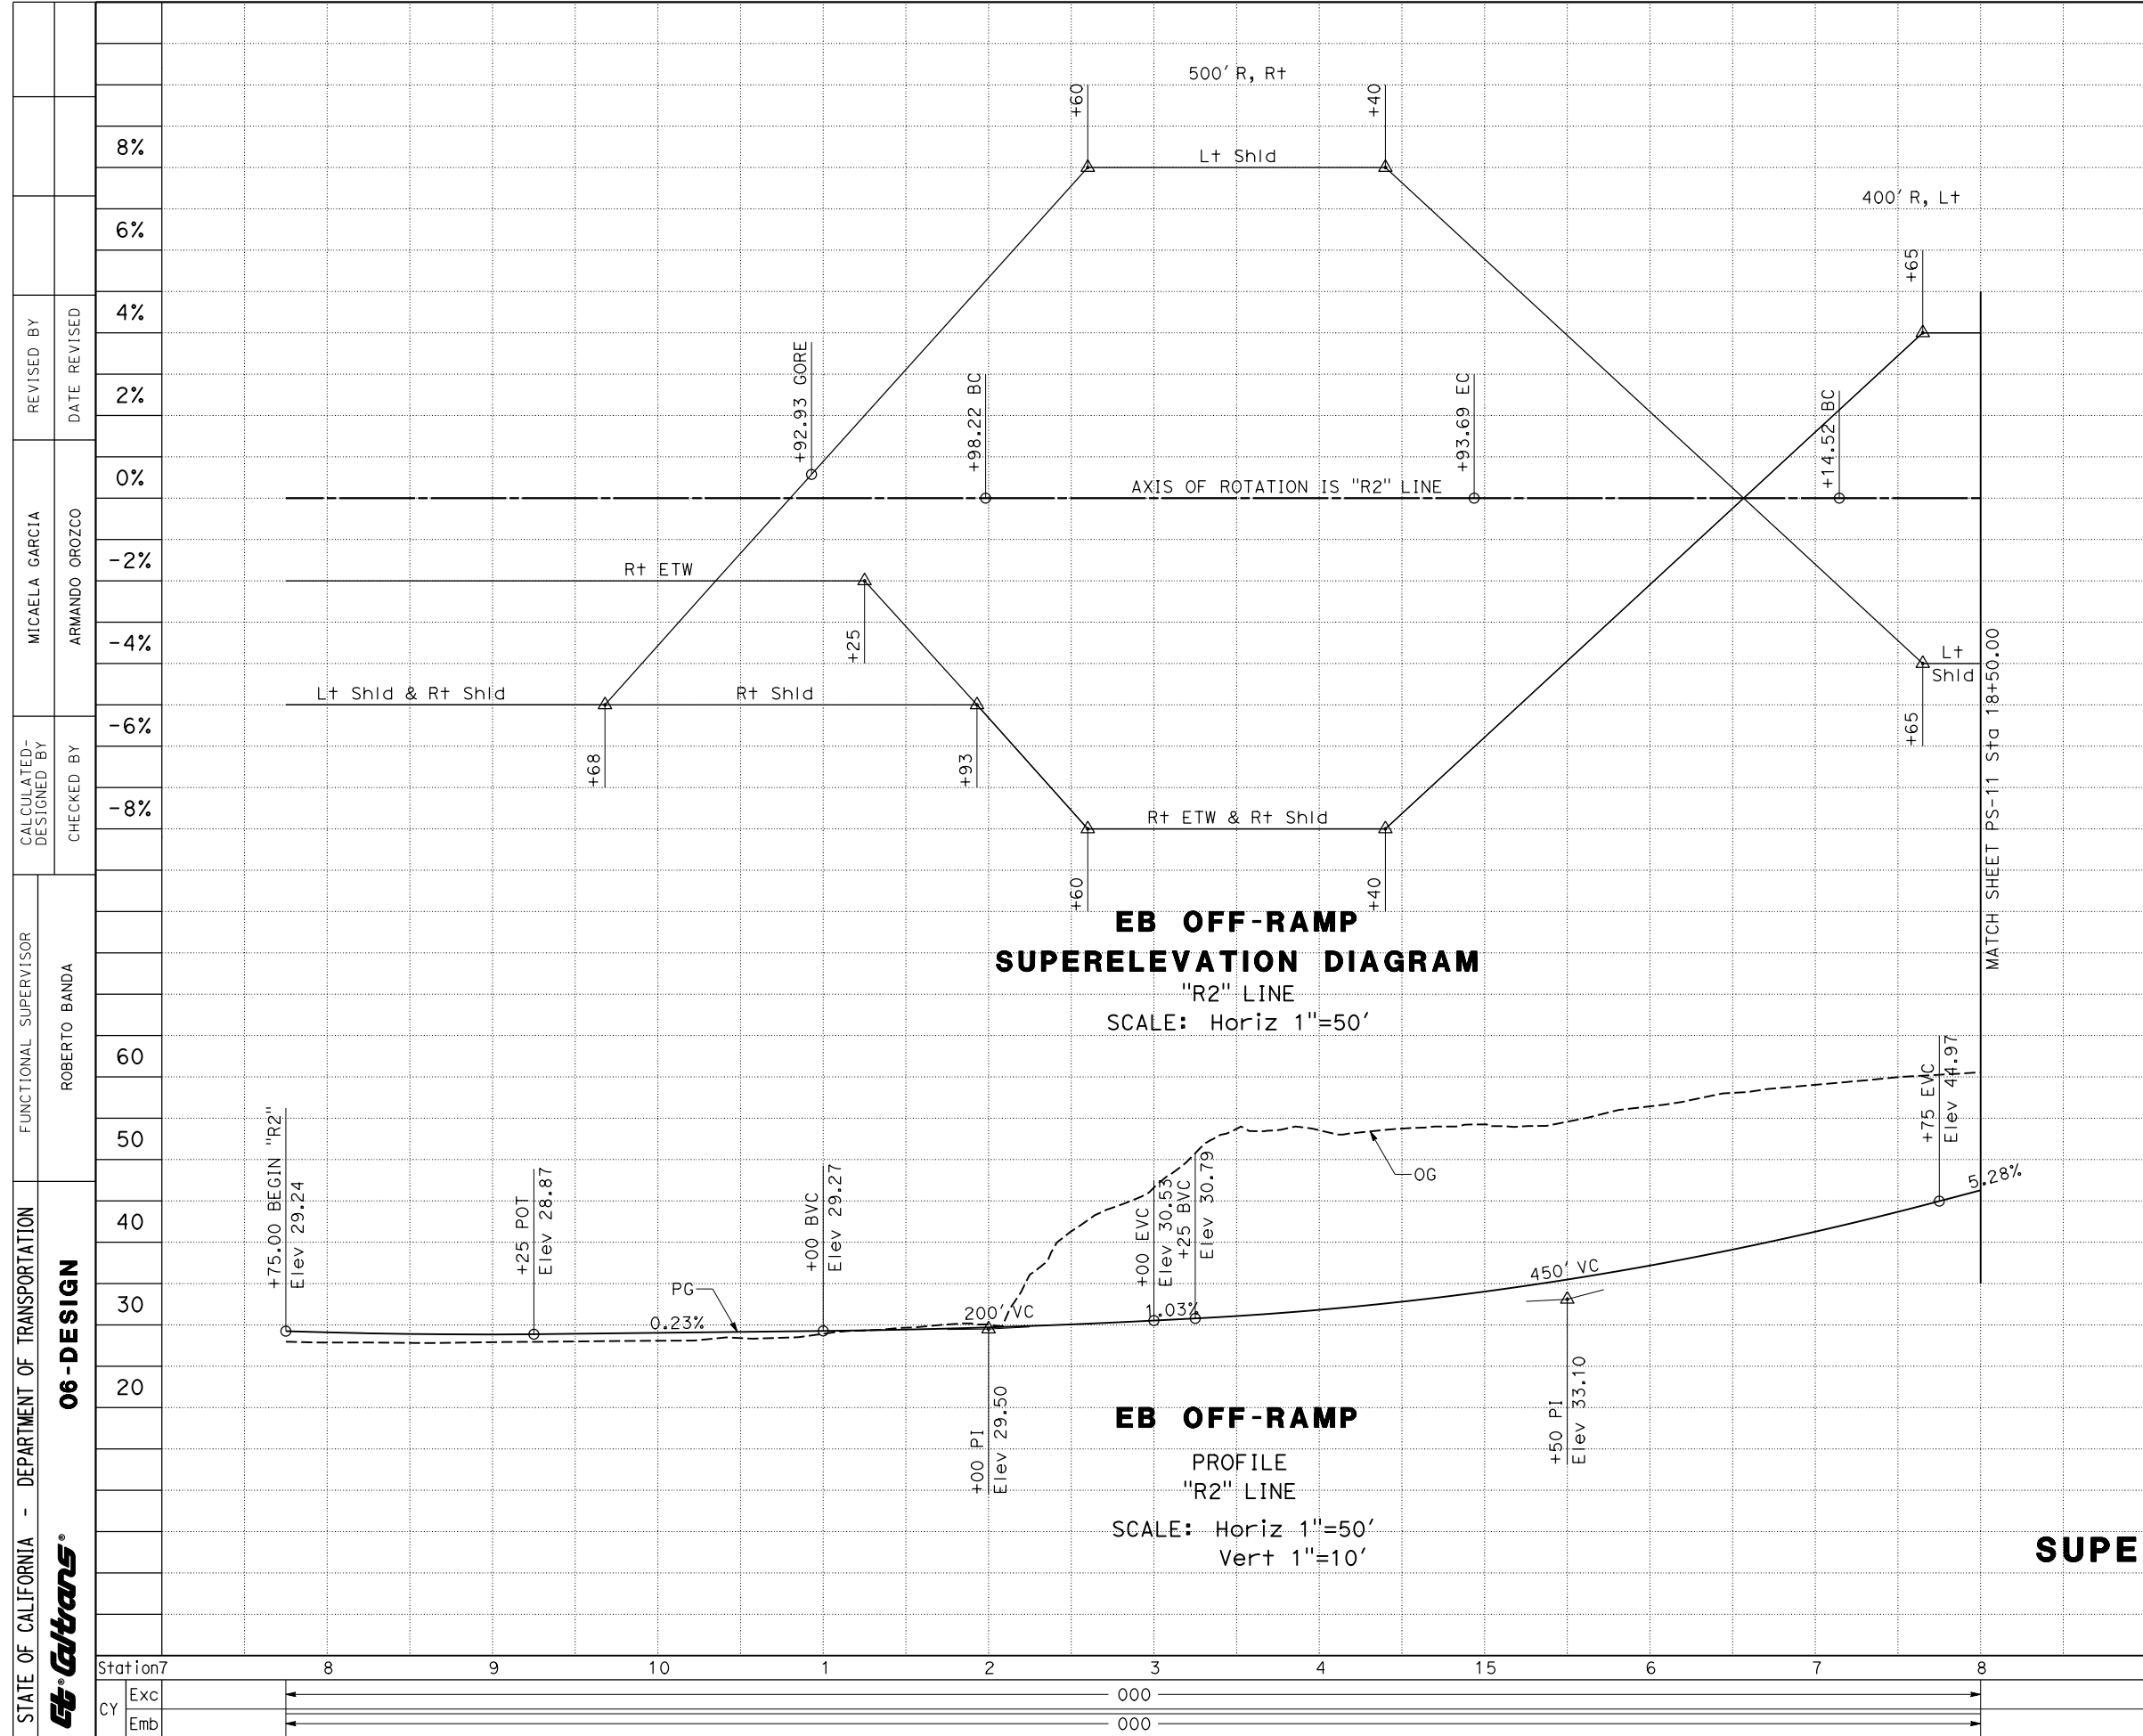 STATE OF CALIFORNIA - DEPARTMENT OF TRANSPORTATION
Caltrans®
06-DESIGN
FUNCTIONAL SUPERVISOR
ROBERTO BANDA
CALCULATED-
DESIGNED BY
CHECKED BY
MICAELA GARCIA
ARMANDO OROZCO
REVISED BY
DATE REVISED
8%
6%
4%
2%
0%
-2%
-4%
-6%
-8%
60
50
40
30
20
500' R, Rt
+60
+40
Lt Shld
400' R, Lt
+65
+92.93 GORE
+98.22 BC
+93.69 EC
+14.52 BC
AXIS OF ROTATION IS "R2" LINE
Rt ETW
+25
Lt Shld & Rt Shld
Rt Shld
+68
+93
Lt
Shld
+65
Rt ETW & Rt Shld
+60
+40
MATCH SHEET PS-11 Sta 18+50.00
EB OFF-RAMP
SUPERELEVATION DIAGRAM
"R2" LINE
SCALE: Horiz 1"=50'
+75.00 BEGIN "R2"
Elev 29.24
+25 POT
Elev 28.87
+00 BVC
Elev 29.27
+00 EVC
Elev 30.53
+25 BVC
Elev 30.79
+75 EVC
Elev 44.97
OG
PG
0.23%
200' VC
1.03%
450' VC
5.28%
+00 PI
Elev 29.50
+50 PI
Elev 33.10
EB OFF-RAMP
PROFILE
"R2" LINE
SCALE: Horiz 1"=50'
Vert 1"=10'
SUPE
Station7 8 9 10 1 2 3 4 15 6 7 8
CY
Exc 000
Emb 000